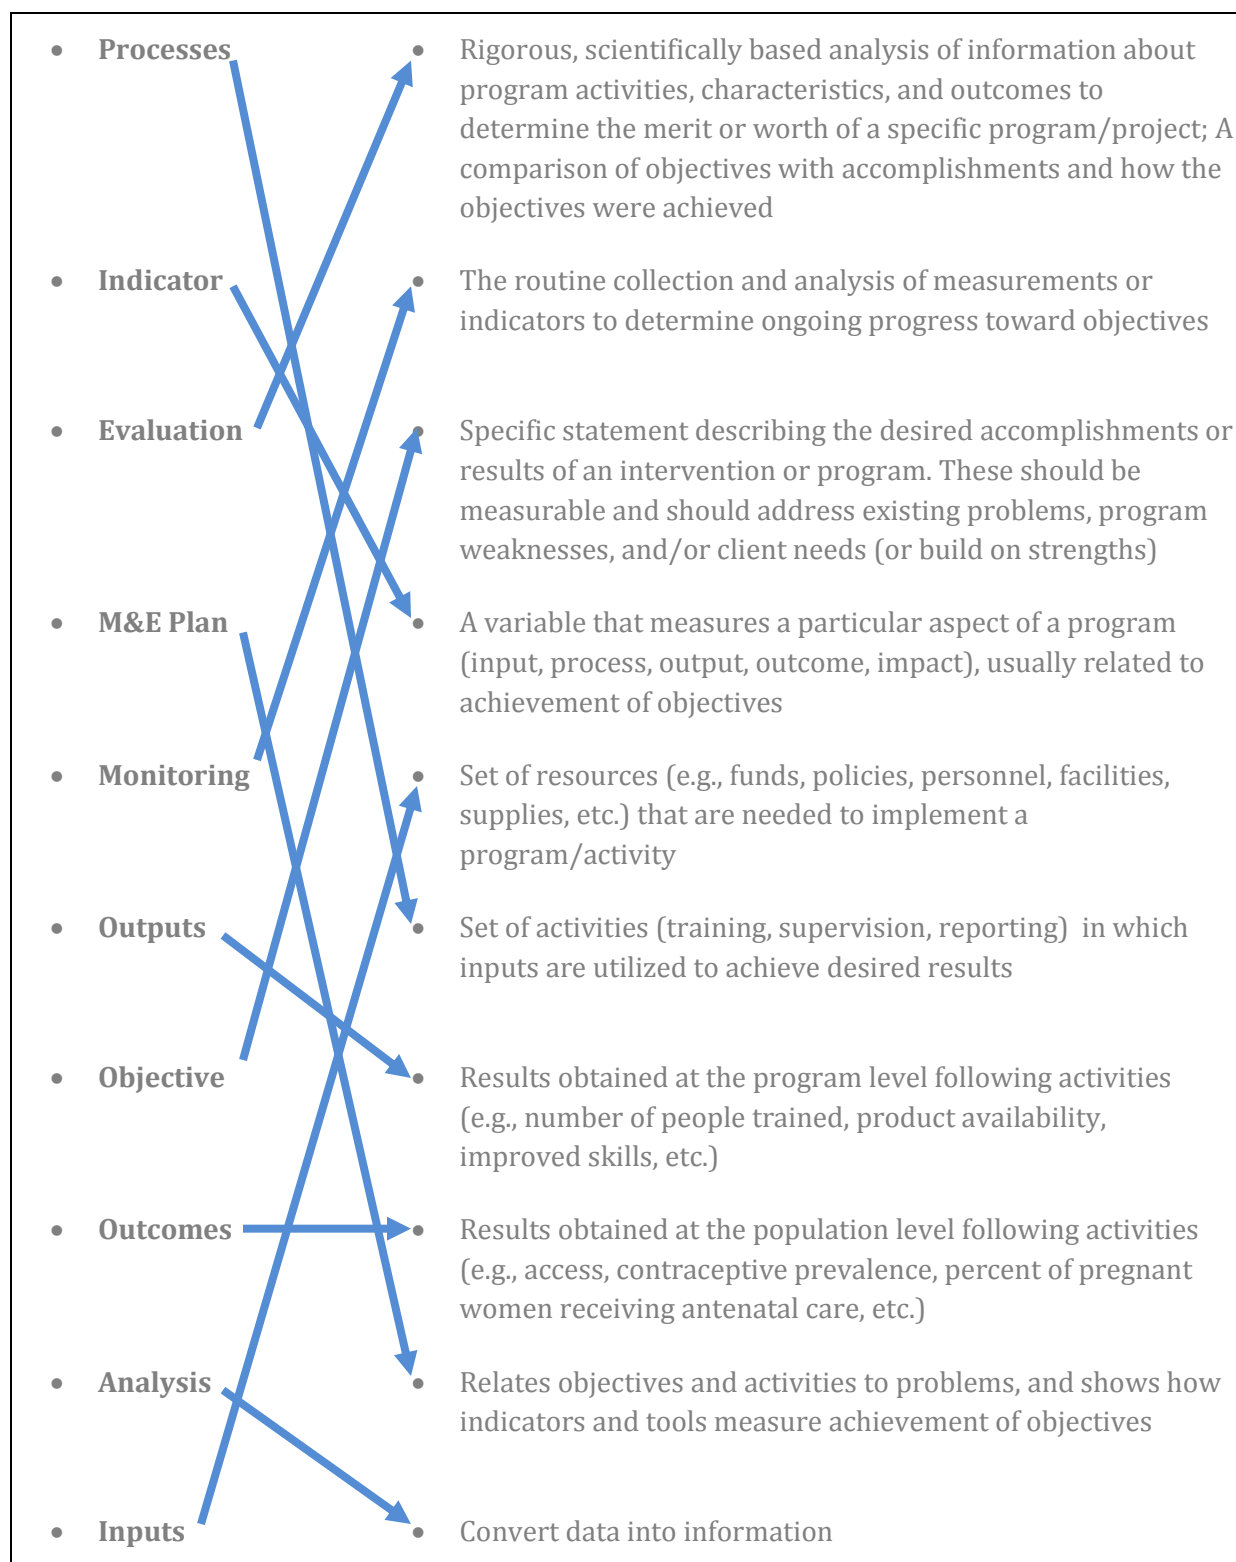 • Processes
• Rigorous, scientifically based analysis of information about
program activities, characteristics, and outcomes to
determine the merit or worth of a specific program/project; A
comparison of objectives with accomplishments and how the
objectives were achieved
• Indicator
• The routine collection and analysis of measurements or
indicators to determine ongoing progress toward objectives
• Evaluation
• Specific statement describing the desired accomplishments or
results of an intervention or program. These should be
measurable and should address existing problems, program
weaknesses, and/or client needs (or build on strengths)
• M&E Plan
• A variable that measures a particular aspect of a program
(input, process, output, outcome, impact), usually related to
achievement of objectives
• Monitoring
• Set of resources (e.g., funds, policies, personnel, facilities,
supplies, etc.) that are needed to implement a
program/activity
• Outputs
• Set of activities (training, supervision, reporting)  in which
inputs are utilized to achieve desired results
• Objective
• Results obtained at the program level following activities
(e.g., number of people trained, product availability,
improved skills, etc.)
• Outcomes
• Results obtained at the population level following activities
(e.g., access, contraceptive prevalence, percent of pregnant
women receiving antenatal care, etc.)
• Analysis
• Relates objectives and activities to problems, and shows how
indicators and tools measure achievement of objectives
• Inputs
• Convert data into information